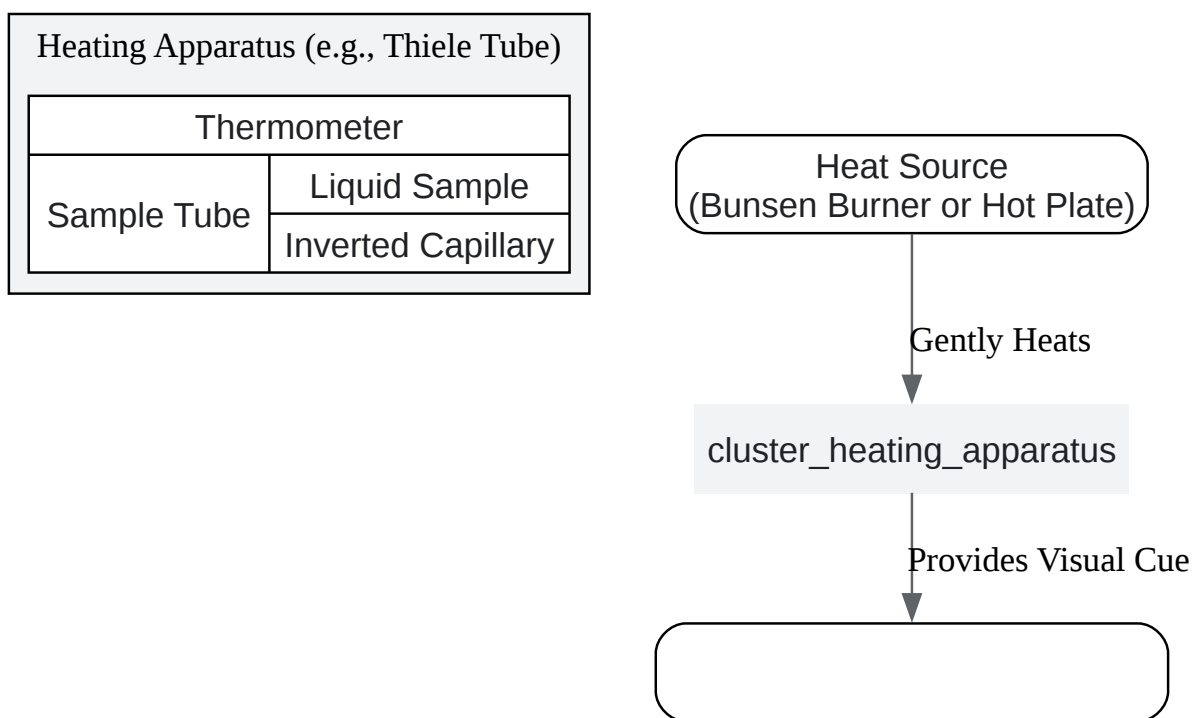 Heating Apparatus (e.g., Thiele Tube)
Thermometer
Sample Tube
Liquid Sample
Inverted Capillary
Heat Source
(Bunsen Burner or Hot Plate)
Gently Heats
cluster_heating_apparatus
Provides Visual Cue